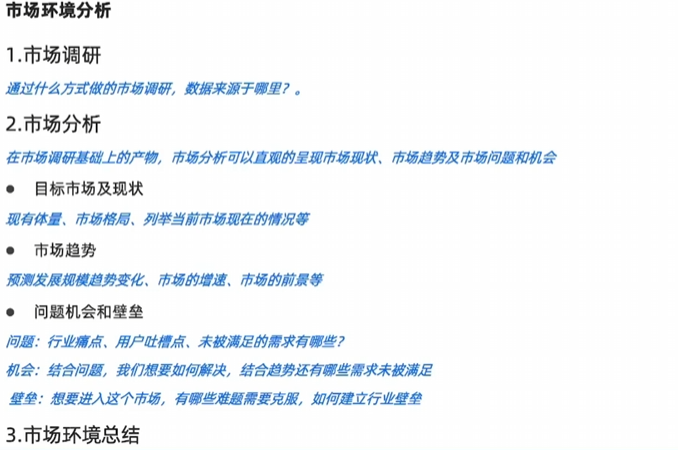 市场环境分析
1.市场调研
通过什么方式做的市场调研，数据来源于哪里？。
2.市场分析
在市场调研基础上的产物，市场分析可以直观的呈现市场现状、市场趋势及市场问题和机会
● 目标市场及现状
现有体量、市场格局、列举当前市场现在的情况等
● 市场趋势
预测发展规模趋势变化、市场的增速、市场的前景等
● 问题机会和壁垒
问题：行业痛点、用户吐槽点、未被满足的需求有哪些？
机会：结合问题，我们想要如何解决，结合趋势还有哪些需求未被满足
壁垒：想要进入这个市场，有哪些难题需要克服，如何建立行业壁垒
3.市场环境总结